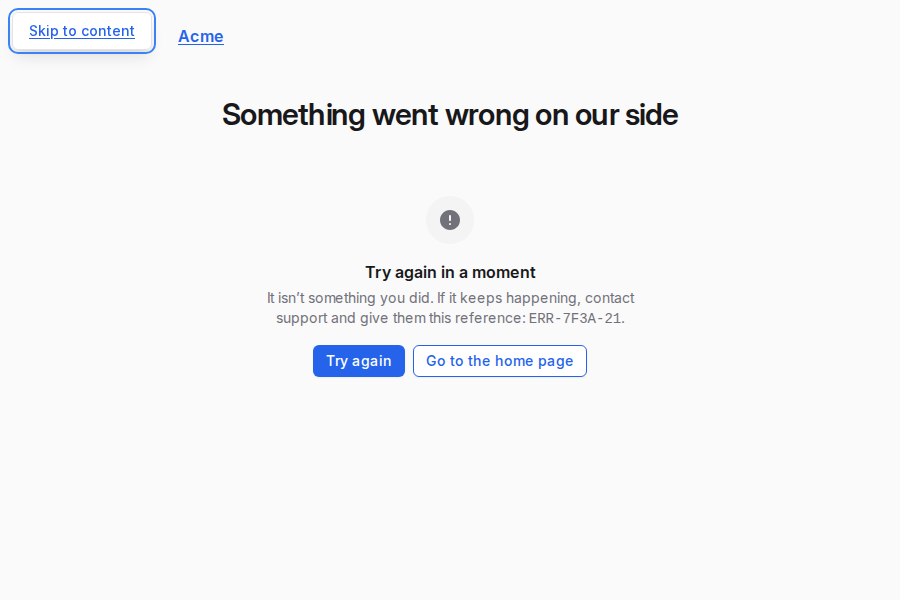 Skip to content
Acme
Something went wrong on our side
Try again in a moment
It isn’t something you did. If it keeps happening, contact
support and give them this reference: ERR-7F3A-21.
Try again
Go to the home page